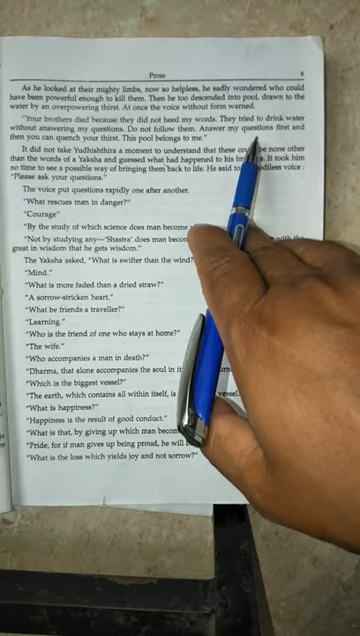 Prose 9
As he looked at their mighty limbs, now so helpless, he sadly wondered who could
have been powerful enough to kill them. Then he too descended into pool, drawn to the
water by an overpowering thirst. At once the voice without form warned.
"Your brothers died because they did not heed my words. They tried to drink water
without answering my questions. Do not follow them. Answer my questions first and
then you can quench your thirst. This pool belongs to me."
It did not take Yudhishthira a moment to understand that these be none other
than the words of a Yaksha and guessed what had happened to his It took him
no time to see a possible way of bringing them back to life. He said to voice :
"Please ask your questions."
The voice put questions rapidly one after another.
"What rescues man in danger?"
"Courage"
"By the study of which science does man become
"Not by studying any—'Shastra' does man with the
great in wisdom that he gets wisdom."
The Yaksha asked, "What is swifter than the wind?
"Mind."
"What is more faded than a dried straw?"
"A sorrow-stricken heart."
"What be friends a traveller?"
"Learning."
"Who is the friend of one who stays at home?"
"The wife."
"Who accompanies a man in death?"
"Dharma, that alone accompanies the soul in
"Which is the biggest vessel?"
"The earth, which contains all within itself, is vessel.
"What is happiness?"
"Happiness is the result of good conduct."
"What is that, by giving up which man
"Pride, for if man gives up being proud, he will
"What is the loss which yields joy and not sorrow?"